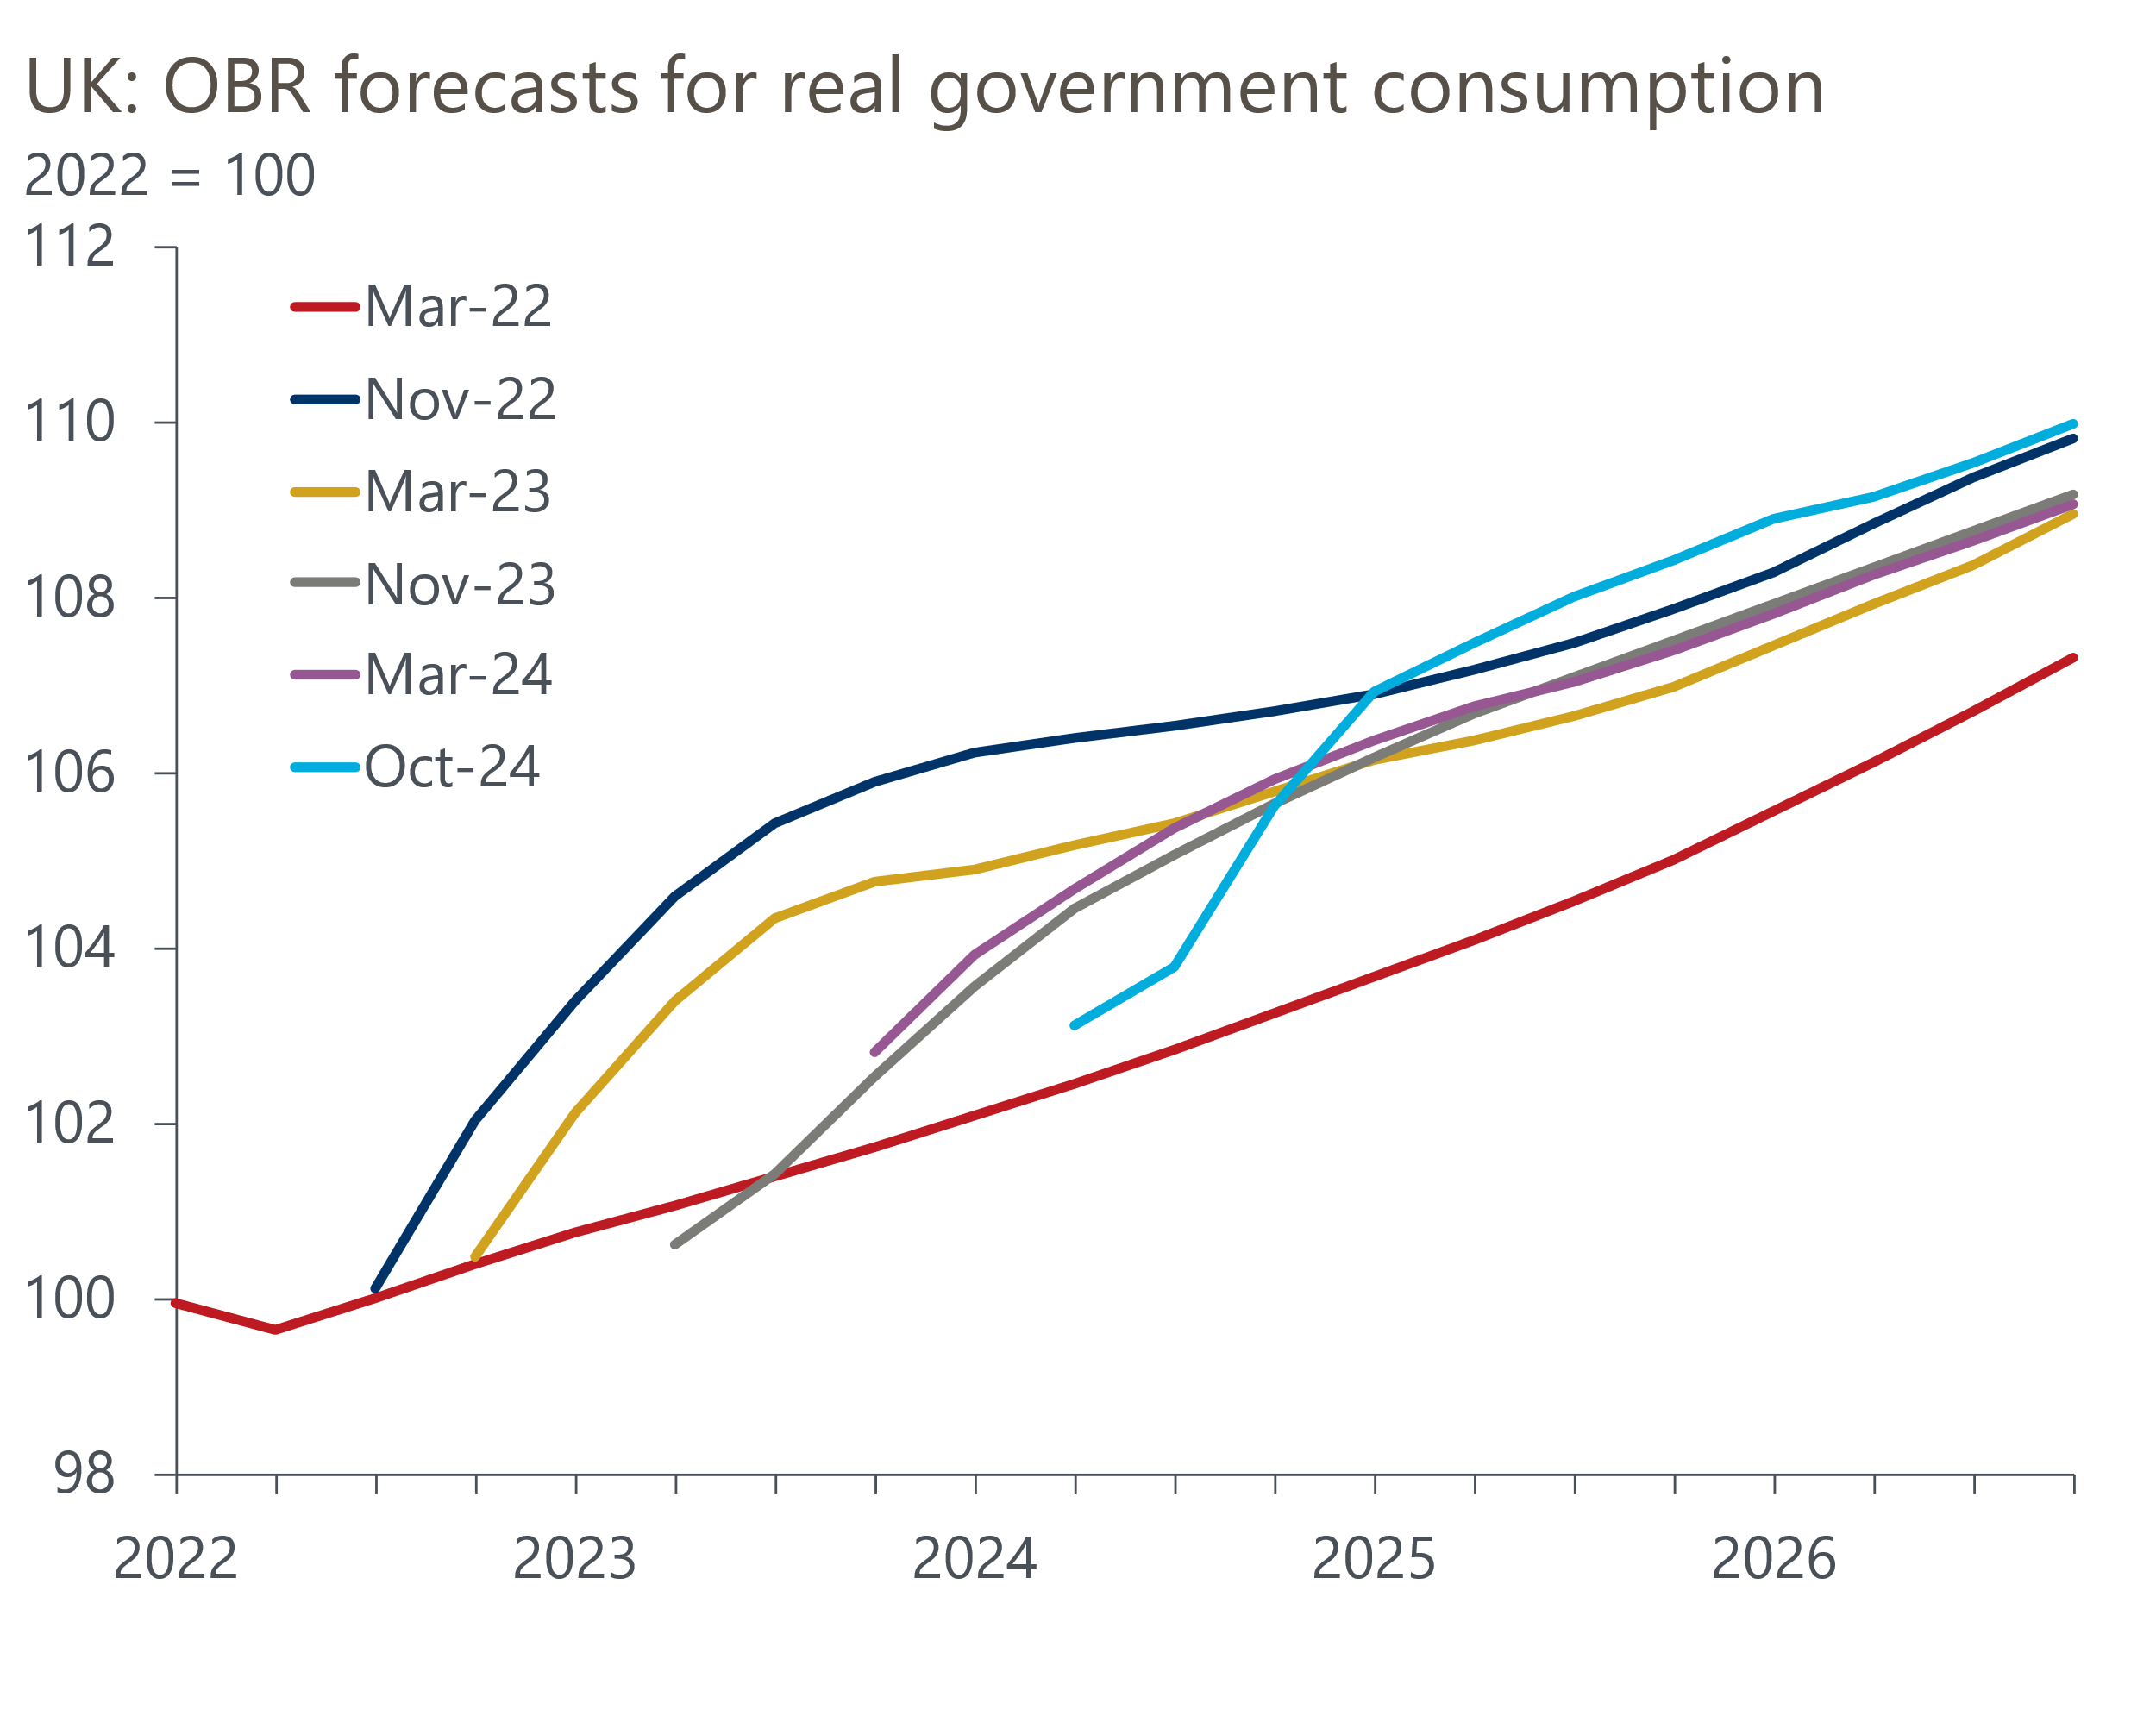 UK: OBR forecasts for real government consumption
2022 = 100
112
110
108
106
104
102
100
98
Mar-22
Nov-22
Mar-23
Nov-23
Mar-24
Oct-24
2022 2023 2024 2025 2026